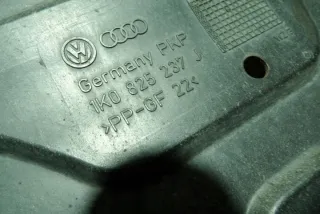 Germany PKP
1K0 825 237 J
>PP-GF 22<